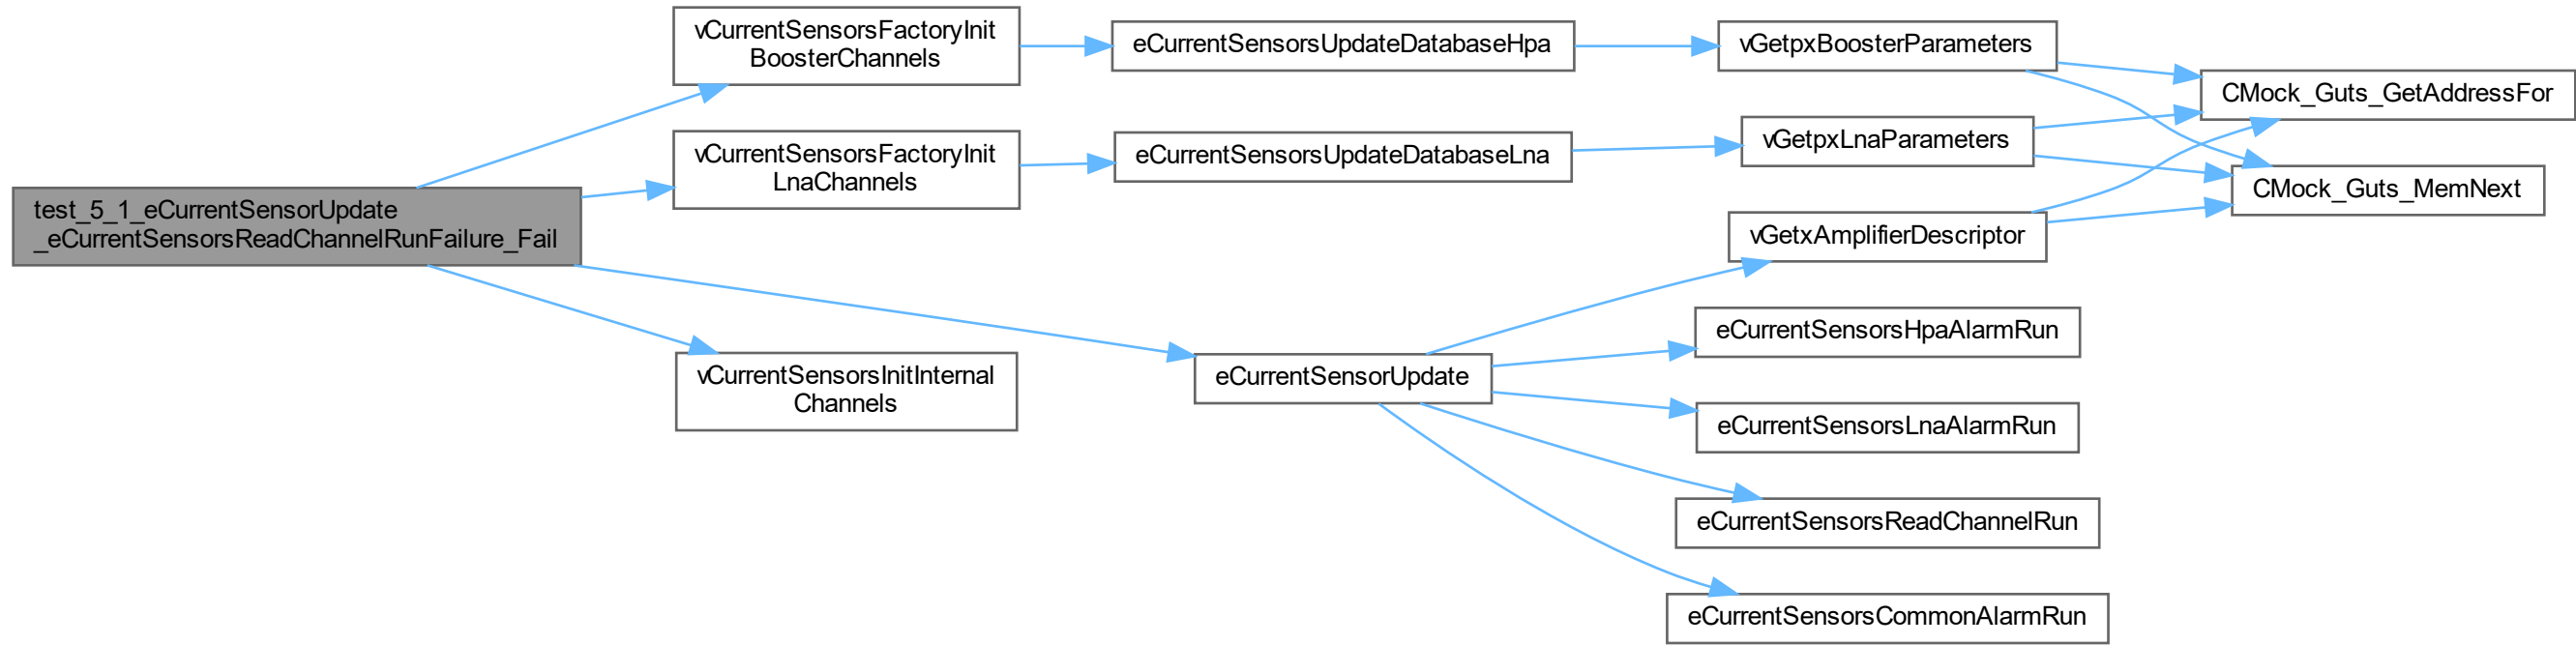 test_5_1_eCurrentSensorUpdate
_eCurrentSensorsReadChannelRunFailure_Fail
vCurrentSensorsFactoryInit
BoosterChannels
vCurrentSensorsFactoryInit
LnaChannels
vCurrentSensorsInitInternal
Channels
eCurrentSensorsUpdateDatabaseHpa
eCurrentSensorsUpdateDatabaseLna
eCurrentSensorUpdate
vGetpxBoosterParameters
vGetpxLnaParameters
vGetxAmplifierDescriptor
eCurrentSensorsHpaAlarmRun
eCurrentSensorsLnaAlarmRun
eCurrentSensorsReadChannelRun
eCurrentSensorsCommonAlarmRun
CMock_Guts_GetAddressFor
CMock_Guts_MemNext